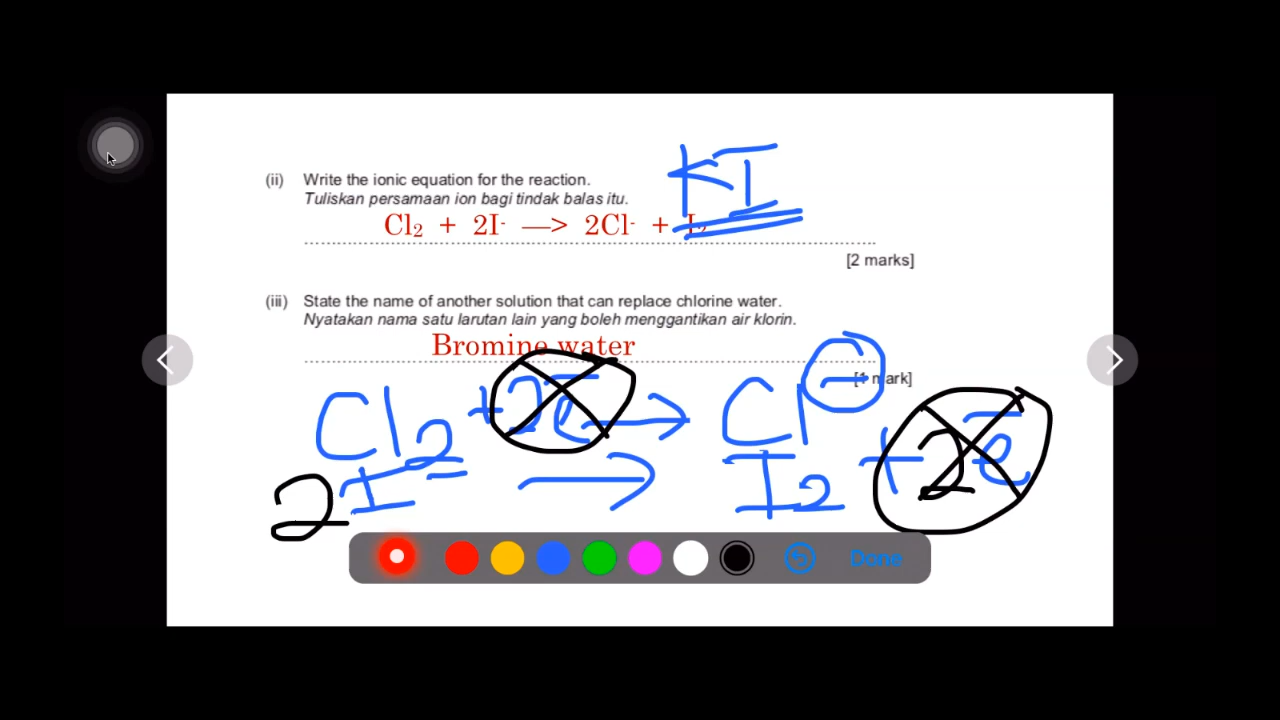 KI
(ii) Write the ionic equation for the reaction.
Tuliskan persamaan ion bagi tindak balas itu.
Cl₂ + 2I⁻ —> 2Cl⁻ + I₂
[2 marks]
(iii) State the name of another solution that can replace chlorine water.
Nyatakan nama satu larutan lain yang boleh menggantikan air klorin.
Bromine water
[1 mark]
Cl₂ + 2e⁻ → Cl⁻
2I⁻ → I₂ + 2e⁻
Done